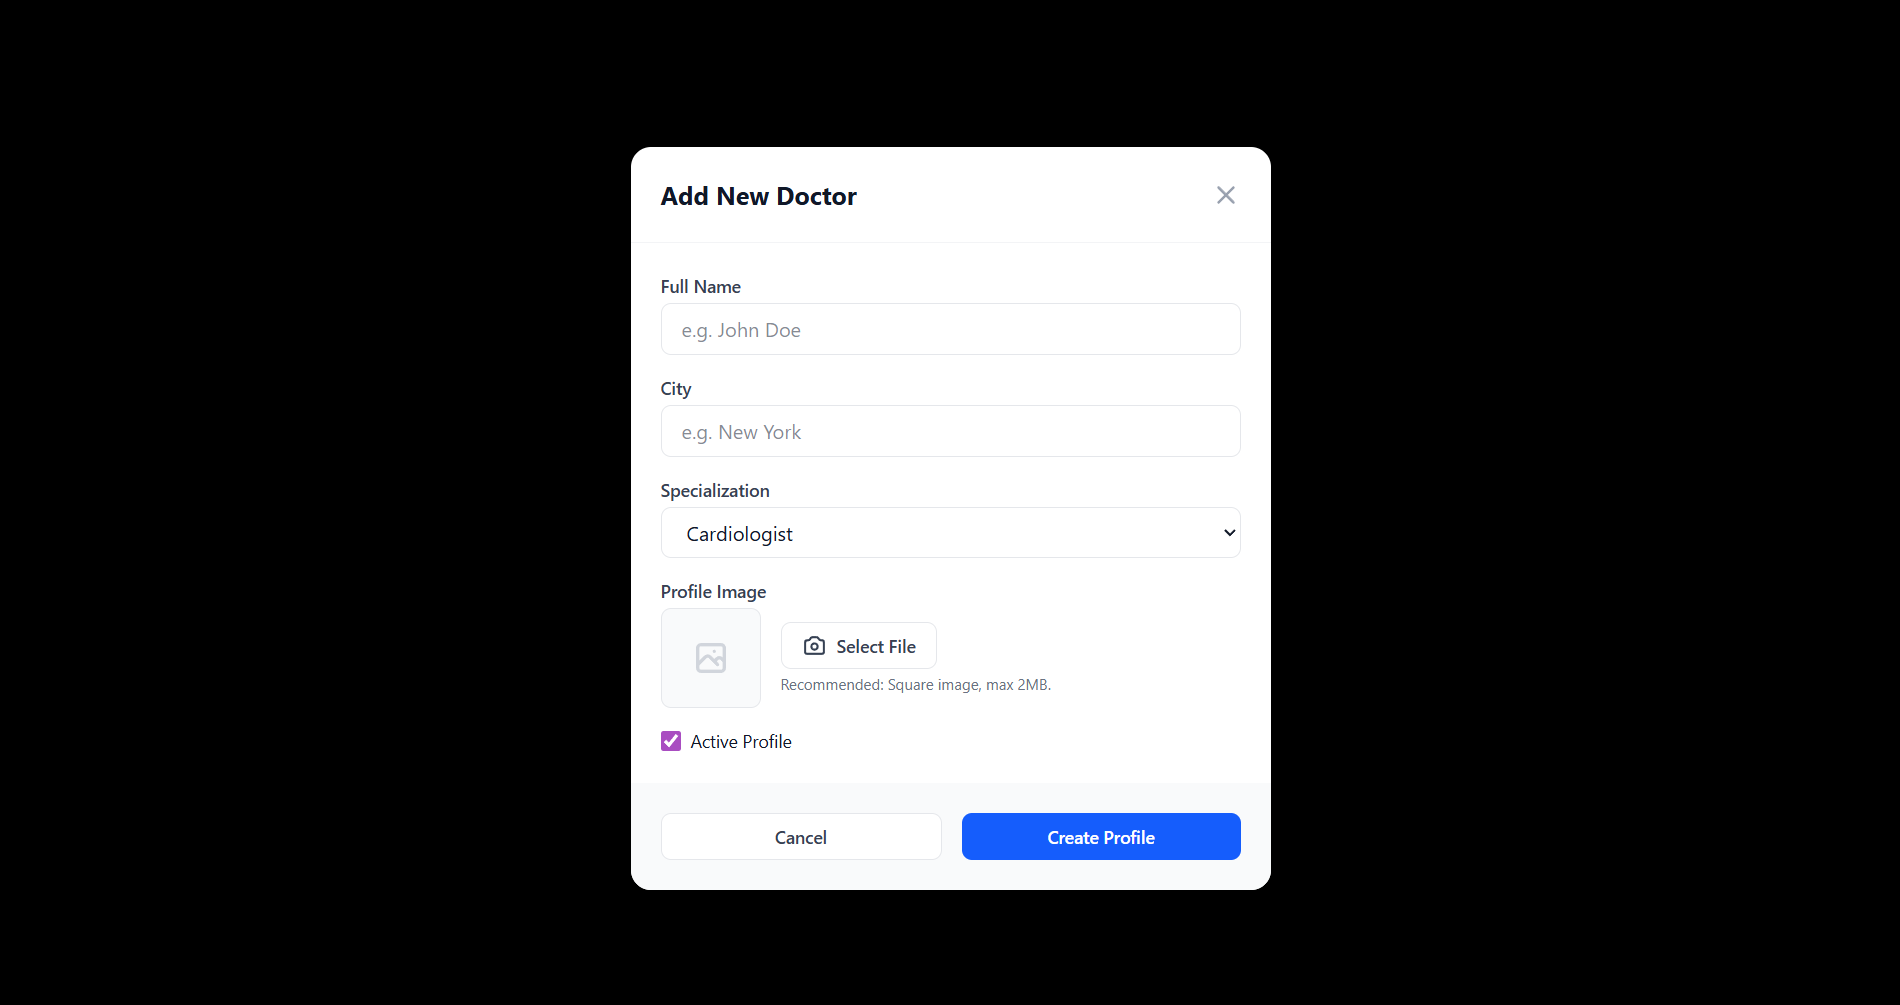 Add New Doctor
Full Name
e.g. John Doe
City
e.g. New York
Specialization
Cardiologist
Profile Image
Select File
Recommended: Square image, max 2MB.
Active Profile
Cancel
Create Profile